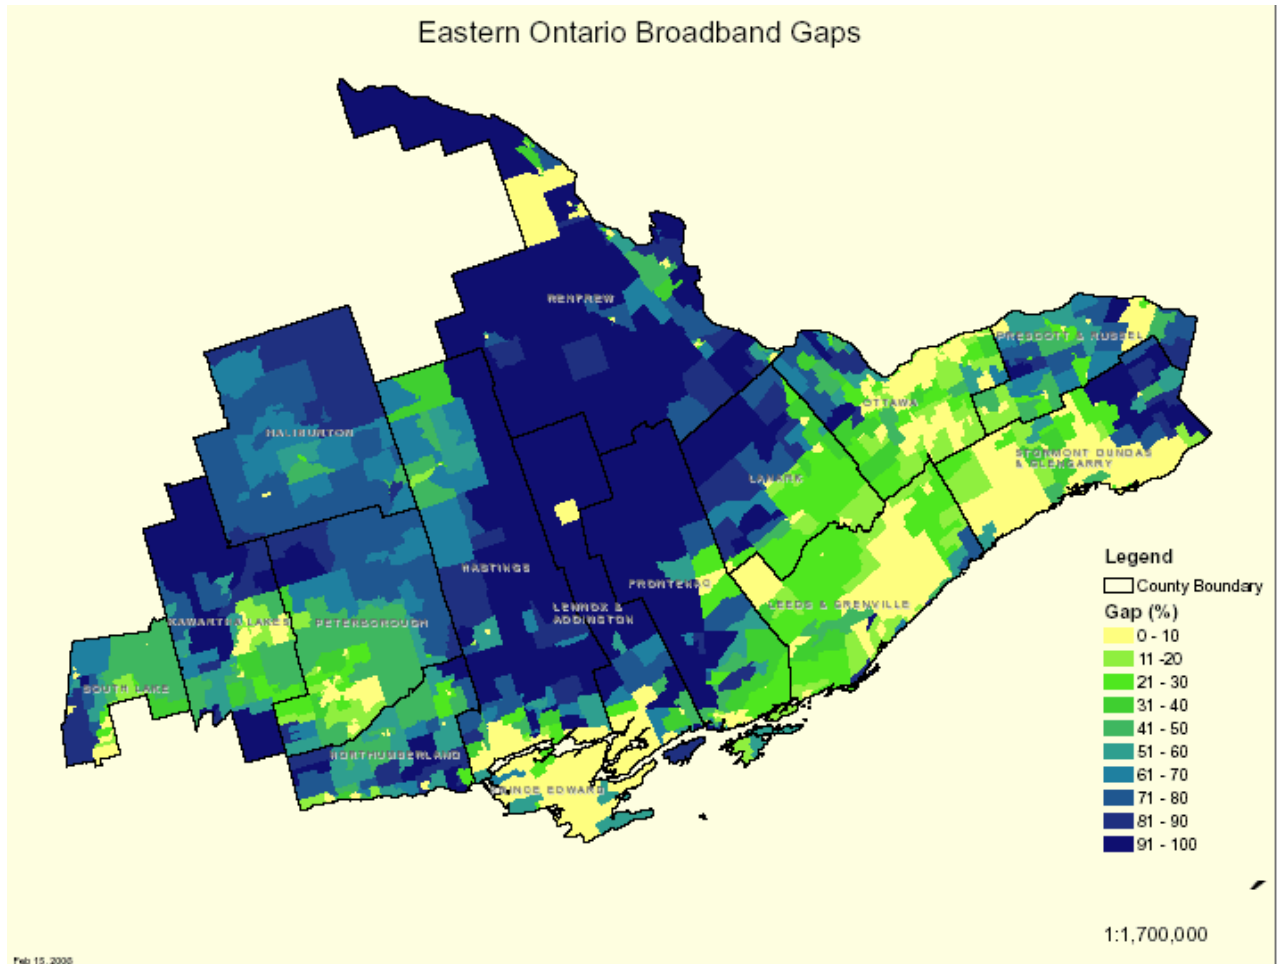 Eastern Ontario Broadband Gaps
RENFREW
PRESCOTT & RUSSEL
OTTAWA
HALIBURTON
STORMONT DUNDAS
& GLENGARRY
LANARK
HASTINGS
FRONTENAC
LENNOX &
ADDINGTON
LEEDS & GRENVILLE
KAWARTHA LAKES
PETERBOROUGH
SOUTH LAKE
NORTHUMBERLAND
PRINCE EDWARD
Legend
County Boundary
Gap (%)
0 - 10
11 -20
21 - 30
31 - 40
41 - 50
51 - 60
61 - 70
71 - 80
81 - 90
91 - 100
1:1,700,000